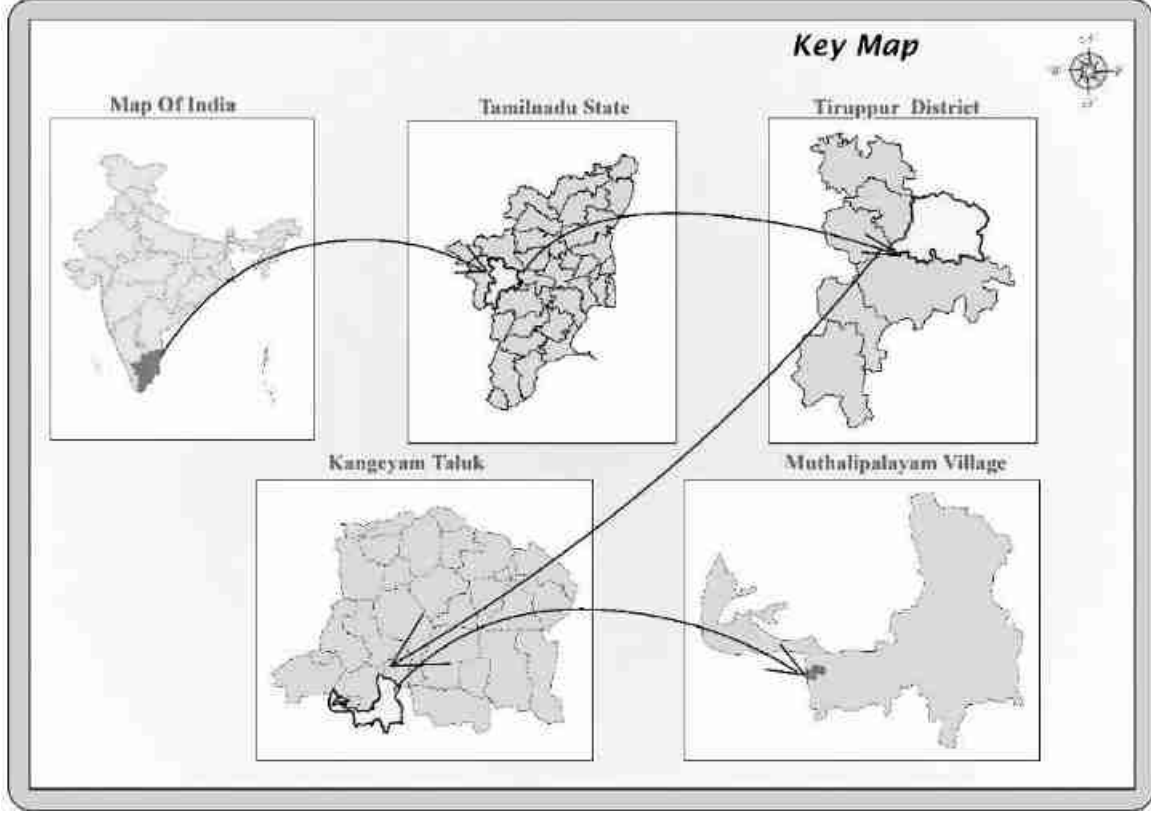 Key Map
Map Of India
Tamilnadu State
Tiruppur District
Kangeyam Taluk
Muthalipalayam Village